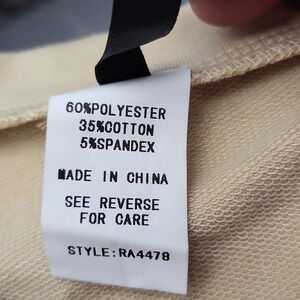 60%POLYESTER
35%COTTON
5%SPANDEX
MADE IN CHINA
SEE REVERSE
FOR CARE
STYLE:RA4478